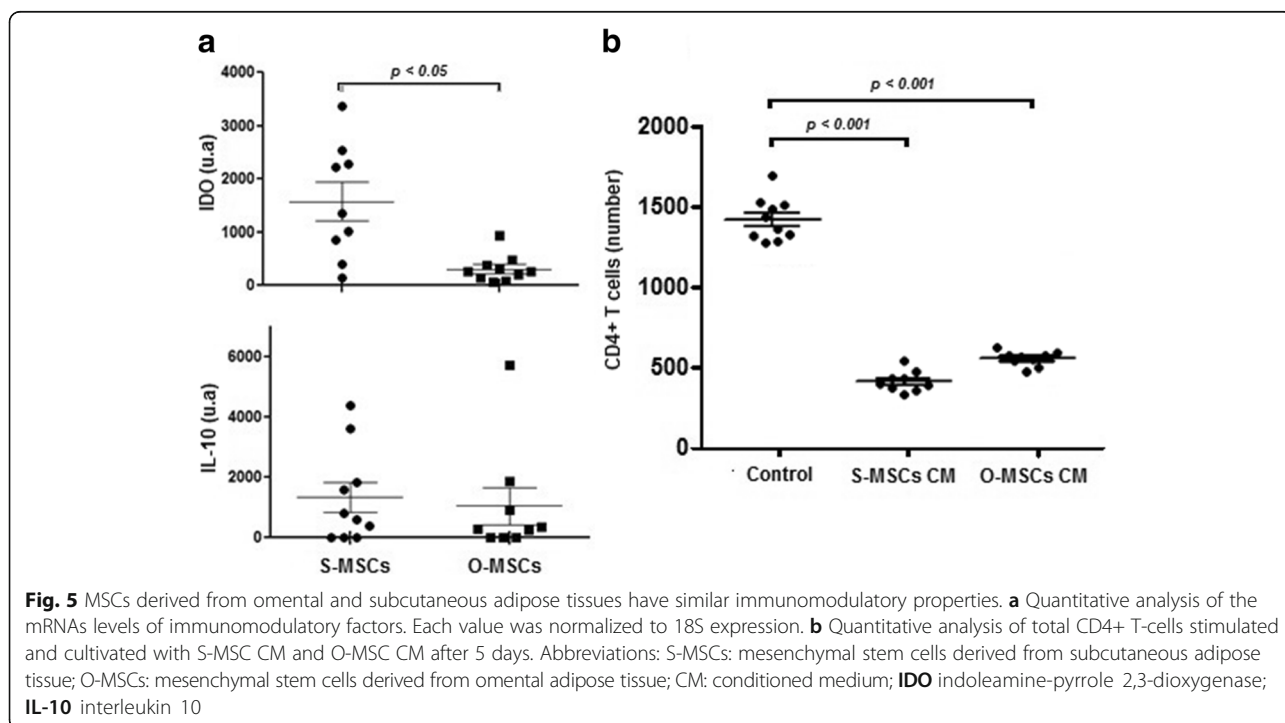 a
4000
3000
2000
1000
0
IDO (u.a)
p < 0.05
6000
4000
2000
0
IL-10 (u.a)
S-MSCs
O-MSCs
b
2000
1500
1000
500
0
CD4+ T cells (number)
p < 0.001
p < 0.001
Control
S-MSCs CM
O-MSCs CM
Fig. 5 MSCs derived from omental and subcutaneous adipose tissues have similar immunomodulatory properties. a Quantitative analysis of the
mRNAs levels of immunomodulatory factors. Each value was normalized to 18S expression. b Quantitative analysis of total CD4+ T-cells stimulated
and cultivated with S-MSC CM and O-MSC CM after 5 days. Abbreviations: S-MSCs: mesenchymal stem cells derived from subcutaneous adipose
tissue; O-MSCs: mesenchymal stem cells derived from omental adipose tissue; CM: conditioned medium; IDO indoleamine-pyrrole 2,3-dioxygenase;
IL-10 interleukin 10